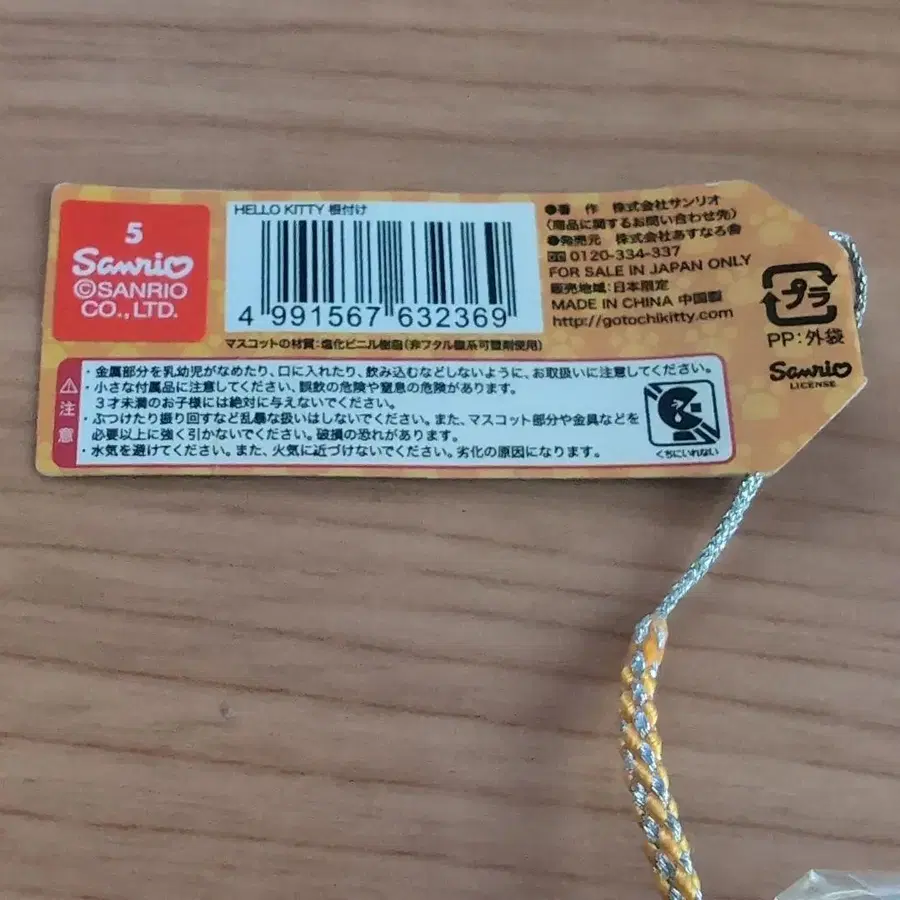 5
Sanrio
©SANRIO
CO., LTD.
HELLO KITTY 根付け
4 991567 632369
マスコットの材質:塩化ビニル樹脂(非フタル酸系可塑剤使用)
●著 作 株式会社サンリオ
(商品に関するお問い合わせ先)
●発売元 株式会社あすなろ舎
0120-334-337
FOR SALE IN JAPAN ONLY
販売地域:日本限定
MADE IN CHINA 中国製
http://gotochikitty.com
プラ
PP:外袋
Sanrio
LICENSE
注意
・金属部分を乳幼児がなめたり、口に入れたり、飲み込むなどしないように、お取扱いに注意してください。
・小さな付属品に注意してください、誤飲の危険や窒息の危険があります。
3才未満のお子様には絶対に与えないでください。
・ぶつけたり振り回すなど乱暴な扱いはしないでください。また、マスコット部分や金具などを
必要以上に強く引かないでください。破損の恐れがあります。
・水気を避けてください。また、火気に近づけないでください。劣化の原因になります。
くちにいれない